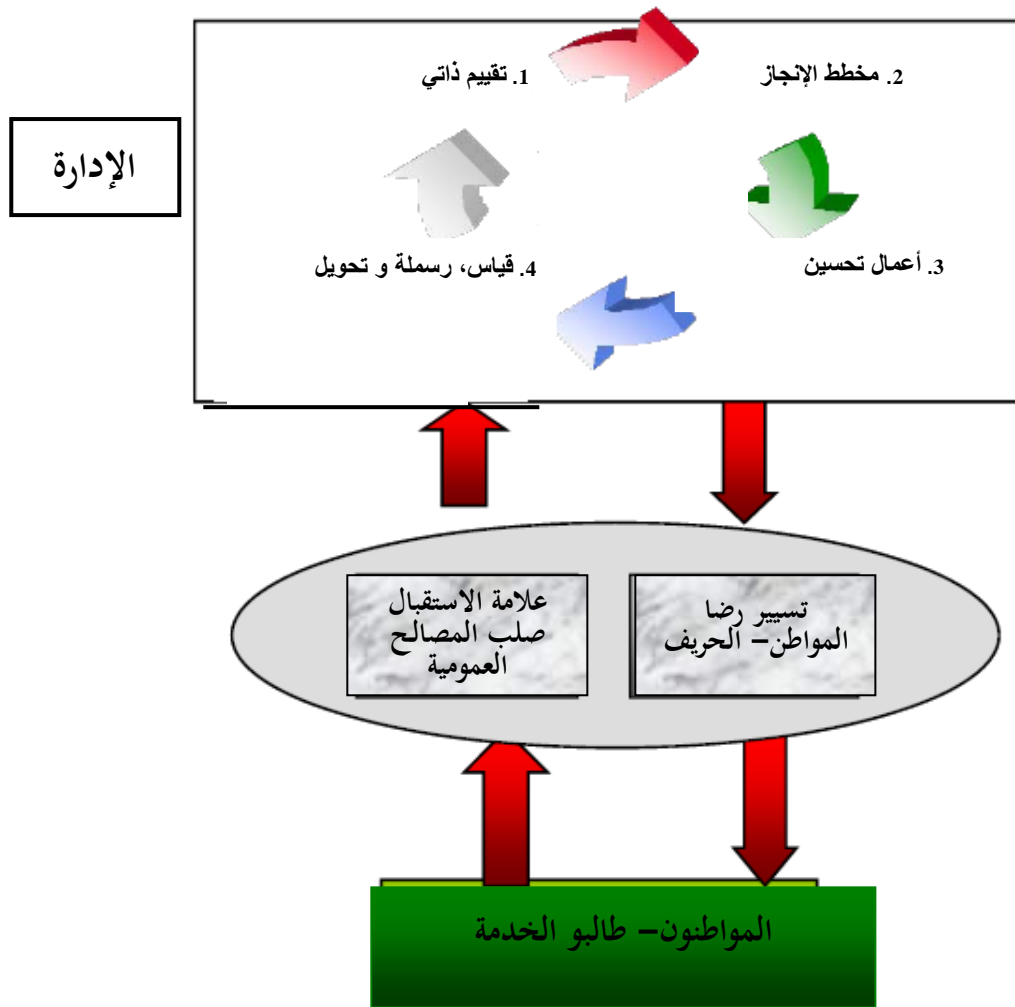 1. تقييم ذاتي
2. مخطط الإنجاز
الإدارة
3. أعمال تحسين
4. قياس، رسملة و تحويل
تسيير رضا
المواطن– الحريف
علامة الاستقبال
صلب المصالح
العمومية
المواطنون– طالبو الخدمة